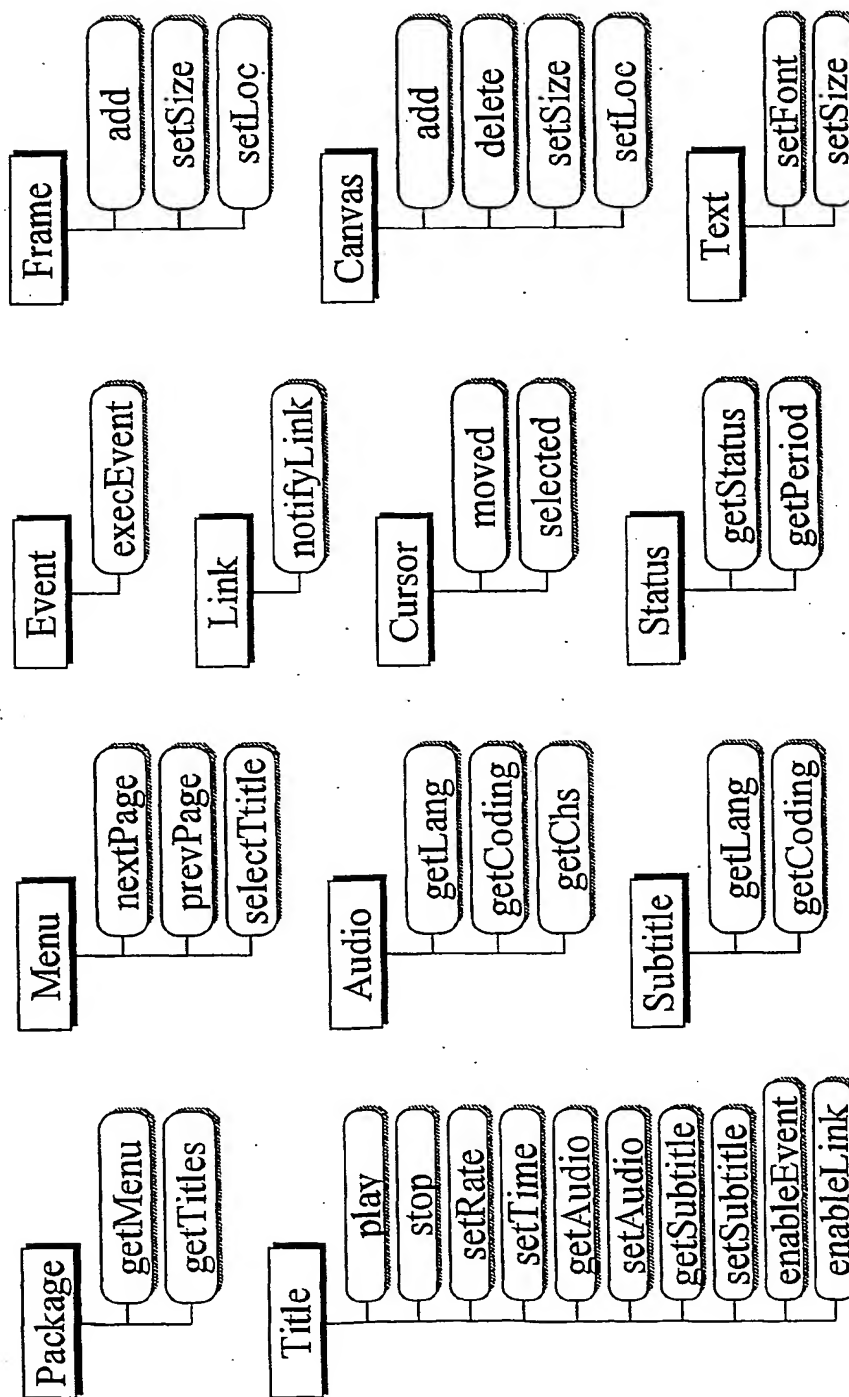 Package
getMenu
getTitles
Title
play
stop
setRate
setTime
getAudio
setAudio
getSubtitle
setSubtitle
enableEvent
enableLink
Menu
nextPage
prevPage
selectTtitle
Audio
getLang
getCoding
getChs
Subtitle
getLang
getCoding
Event
execEvent
Link
notifyLink
Cursor
moved
selected
Status
getStatus
getPeriod
Frame
add
setSize
setLoc
Canvas
add
delete
setSize
setLoc
Text
setFont
setSize